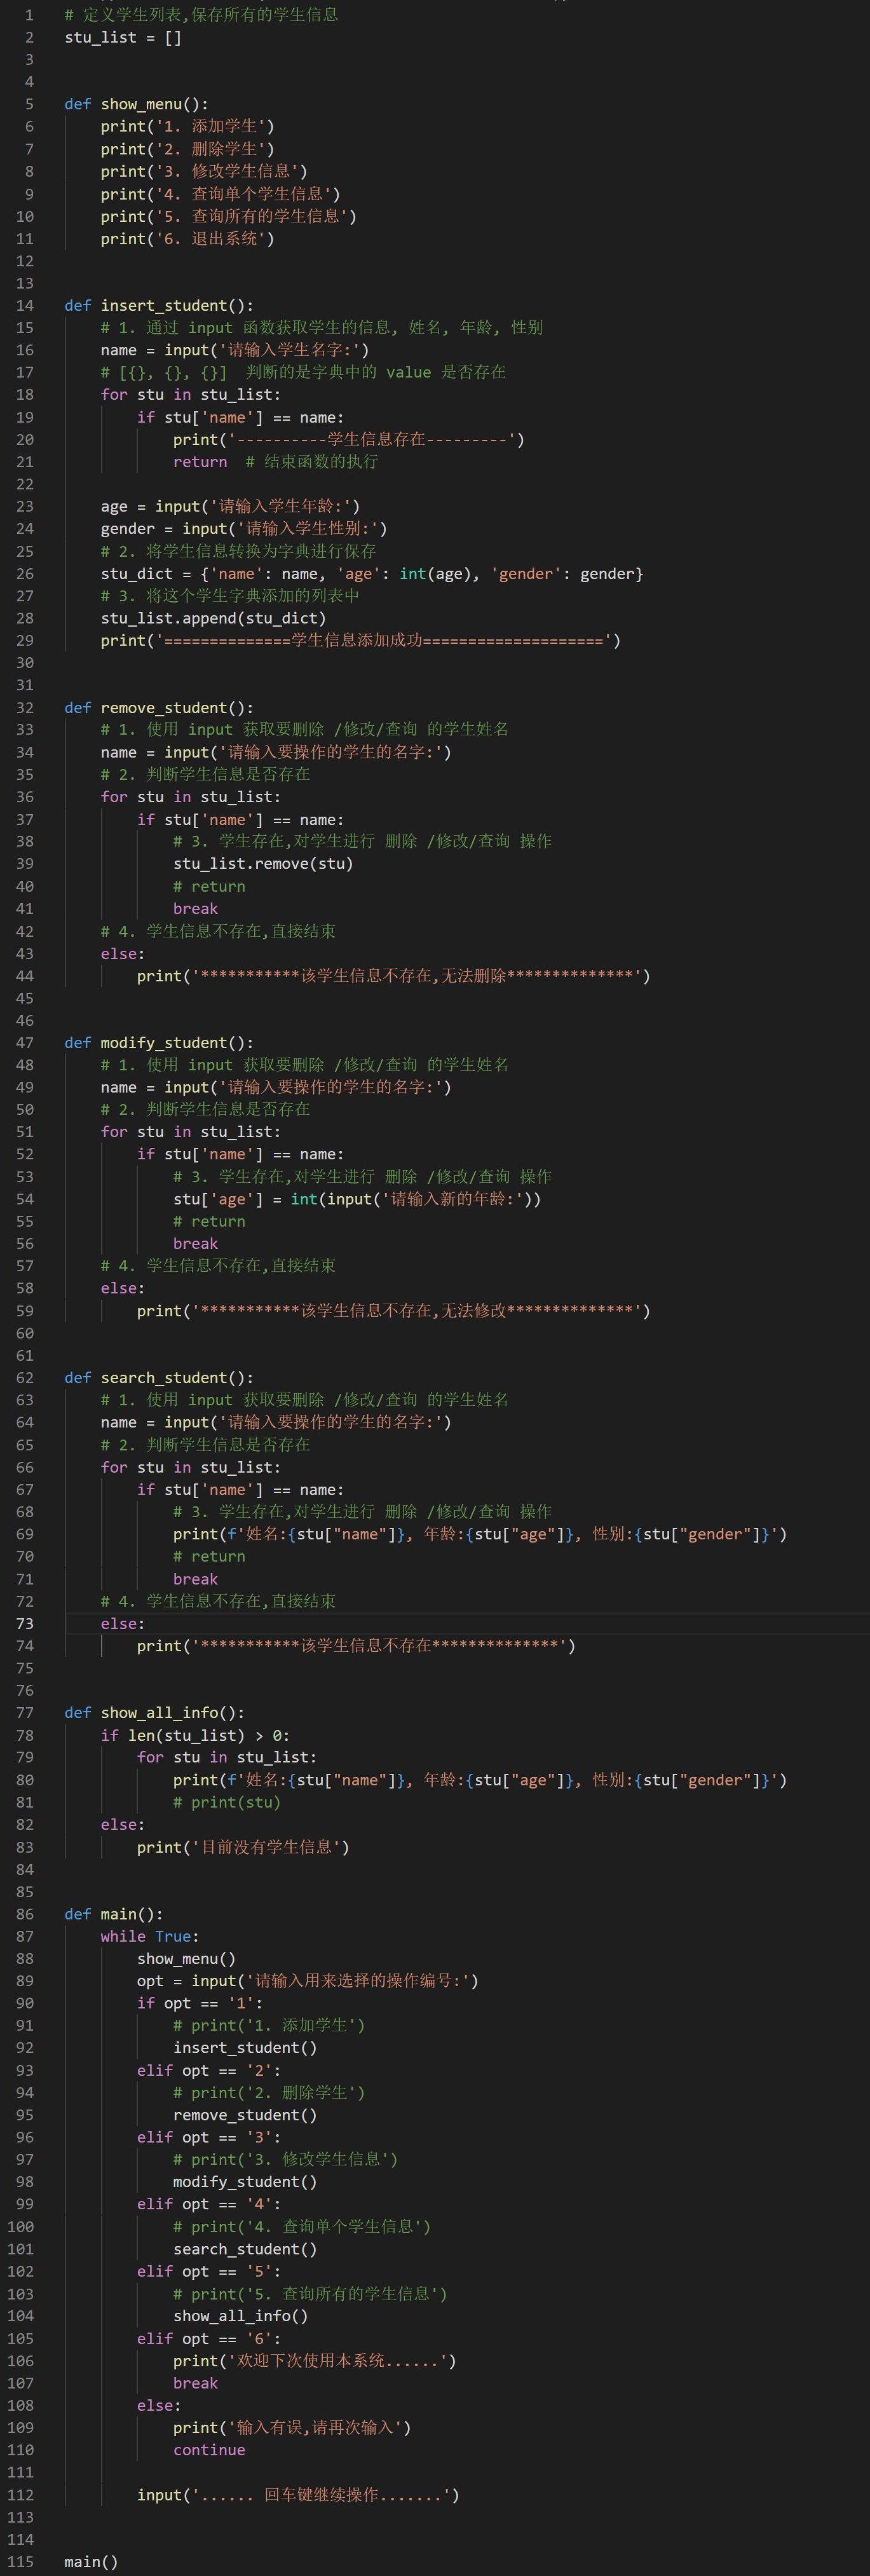 1 # 定义学生列表,保存所有的学生信息
2 stu_list = []
3
4
5 def show_menu():
6     print('1. 添加学生')
7     print('2. 删除学生')
8     print('3. 修改学生信息')
9     print('4. 查询单个学生信息')
10     print('5. 查询所有的学生信息')
11     print('6. 退出系统')
12
13
14 def insert_student():
15     # 1. 通过 input 函数获取学生的信息, 姓名, 年龄, 性别
16     name = input('请输入学生名字:')
17     # [{}, {}, {}]  判断的是字典中的 value 是否存在
18     for stu in stu_list:
19         if stu['name'] == name:
20             print('----------学生信息存在---------')
21             return  # 结束函数的执行
22
23     age = input('请输入学生年龄:')
24     gender = input('请输入学生性别:')
25     # 2. 将学生信息转换为字典进行保存
26     stu_dict = {'name': name, 'age': int(age), 'gender': gender}
27     # 3. 将这个学生字典添加的列表中
28     stu_list.append(stu_dict)
29     print('==============学生信息添加成功====================')
30
31
32 def remove_student():
33     # 1. 使用 input 获取要删除 /修改/查询 的学生姓名
34     name = input('请输入要操作的学生的名字:')
35     # 2. 判断学生信息是否存在
36     for stu in stu_list:
37         if stu['name'] == name:
38             # 3. 学生存在,对学生进行 删除 /修改/查询 操作
39             stu_list.remove(stu)
40             # return
41             break
42     # 4. 学生信息不存在,直接结束
43     else:
44         print('***********该学生信息不存在,无法删除**************')
45
46
47 def modify_student():
48     # 1. 使用 input 获取要删除 /修改/查询 的学生姓名
49     name = input('请输入要操作的学生的名字:')
50     # 2. 判断学生信息是否存在
51     for stu in stu_list:
52         if stu['name'] == name:
53             # 3. 学生存在,对学生进行 删除 /修改/查询 操作
54             stu['age'] = int(input('请输入新的年龄:'))
55             # return
56             break
57     # 4. 学生信息不存在,直接结束
58     else:
59         print('***********该学生信息不存在,无法修改**************')
60
61
62 def search_student():
63     # 1. 使用 input 获取要删除 /修改/查询 的学生姓名
64     name = input('请输入要操作的学生的名字:')
65     # 2. 判断学生信息是否存在
66     for stu in stu_list:
67         if stu['name'] == name:
68             # 3. 学生存在,对学生进行 删除 /修改/查询 操作
69             print(f'姓名:{stu["name"]}, 年龄:{stu["age"]}, 性别:{stu["gender"]}')
70             # return
71             break
72     # 4. 学生信息不存在,直接结束
73     else:
74         print('***********该学生信息不存在**************')
75
76
77 def show_all_info():
78     if len(stu_list) > 0:
79         for stu in stu_list:
80             print(f'姓名:{stu["name"]}, 年龄:{stu["age"]}, 性别:{stu["gender"]}')
81             # print(stu)
82     else:
83         print('目前没有学生信息')
84
85
86 def main():
87     while True:
88         show_menu()
89         opt = input('请输入用来选择的操作编号:')
90         if opt == '1':
91             # print('1. 添加学生')
92             insert_student()
93         elif opt == '2':
94             # print('2. 删除学生')
95             remove_student()
96         elif opt == '3':
97             # print('3. 修改学生信息')
98             modify_student()
99         elif opt == '4':
100             # print('4. 查询单个学生信息')
101             search_student()
102         elif opt == '5':
103             # print('5. 查询所有的学生信息')
104             show_all_info()
105         elif opt == '6':
106             print('欢迎下次使用本系统......')
107             break
108         else:
109             print('输入有误,请再次输入')
110             continue
111
112         input('...... 回车键继续操作.......')
113
114
115 main()